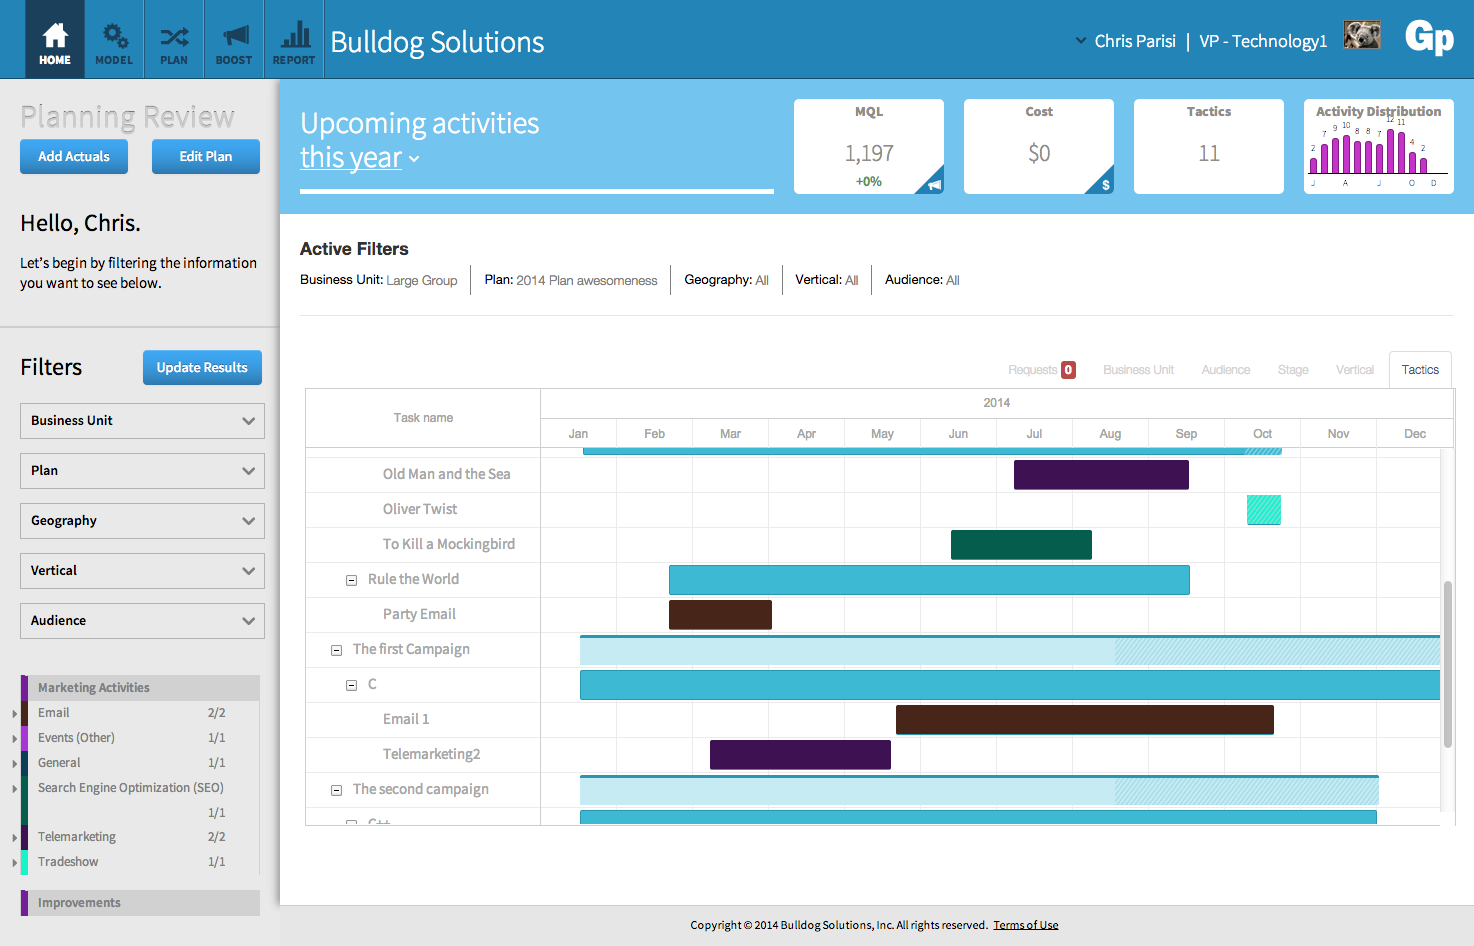 HOME
MODEL
PLAN
BOOST
REPORT
Bulldog Solutions
Chris Parisi | VP - Technology1
Gp
Planning Review
Add Actuals
Edit Plan
Hello, Chris.
Let's begin by filtering the information
you want to see below.
Filters
Update Results
Business Unit
Plan
Geography
Vertical
Audience
Marketing Activities
Email 2/2
Events (Other) 1/1
General 1/1
Search Engine Optimization (SEO)
1/1
Telemarketing 2/2
Tradeshow 1/1
Improvements
Upcoming activities
this year
MQL
1,197
+0%
Cost
$0
$
Tactics
11
Activity Distribution
2 7 9 10 8 8 7 12 11 4 2
J A J O D
Active Filters
Business Unit: Large Group
Plan: 2014 Plan awesomeness
Geography: All
Vertical: All
Audience: All
Requests 0
Business Unit
Audience
Stage
Vertical
Tactics
Task name
2014
Jan Feb Mar Apr May Jun Jul Aug Sep Oct Nov Dec
Old Man and the Sea
Oliver Twist
To Kill a Mockingbird
Rule the World
Party Email
The first Campaign
C
Email 1
Telemarketing2
The second campaign
C++
Copyright © 2014 Bulldog Solutions, Inc. All rights reserved. Terms of Use